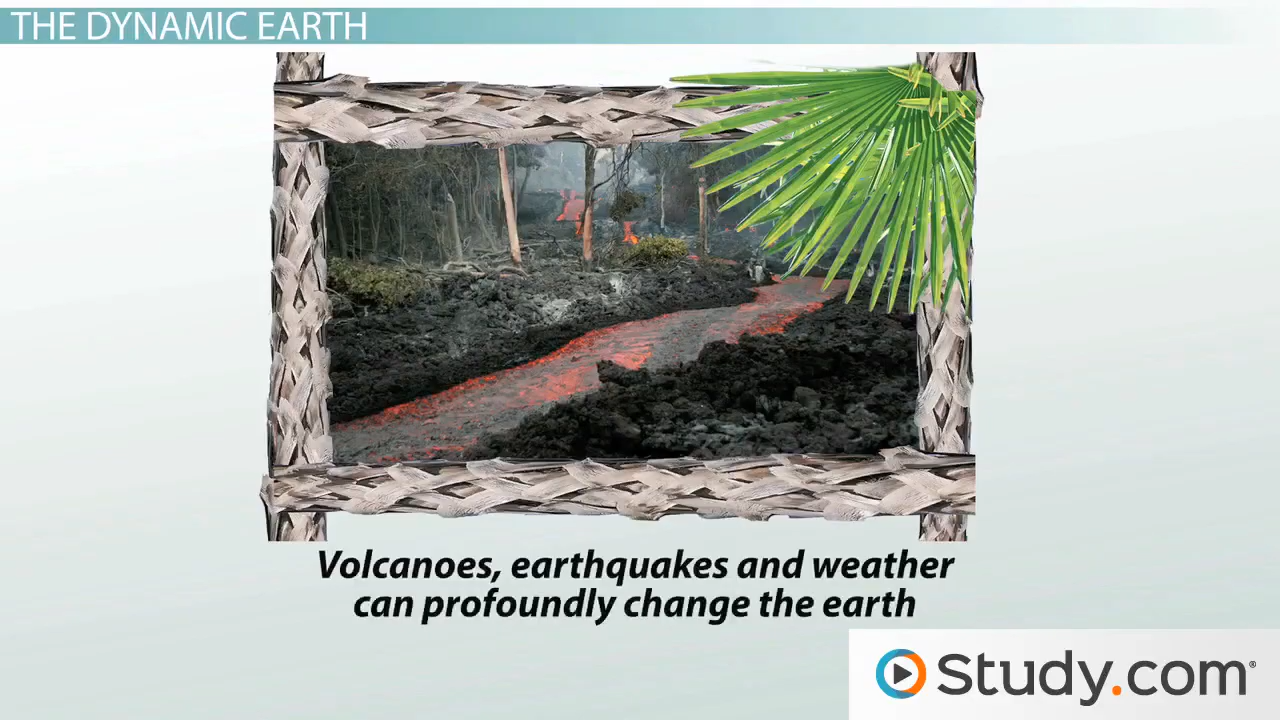 THE DYNAMIC EARTH
Volcanoes, earthquakes and weather
can profoundly change the earth
Study.com®